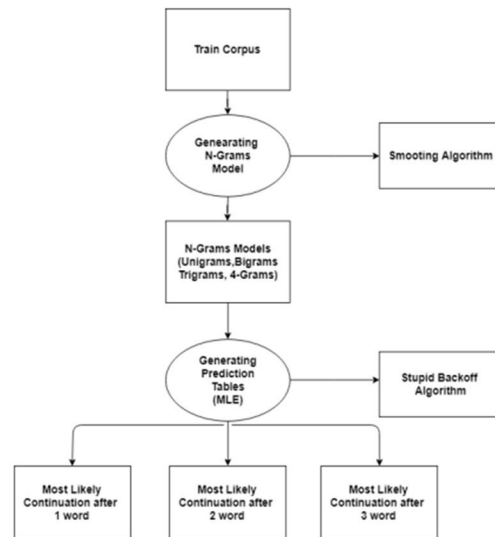 Train Corpus
Genearating
N-Grams
Model
Smooting Algorithm
N-Grams Models
(Unigrams,Bigrams
Trigrams, 4-Grams)
Generating
Prediction
Tables
(MLE)
Stupid Backoff
Algorithm
Most Likely
Continuation after
1 word
Most Likely
Continuation after
2 word
Most Likely
Continuation after
3 word